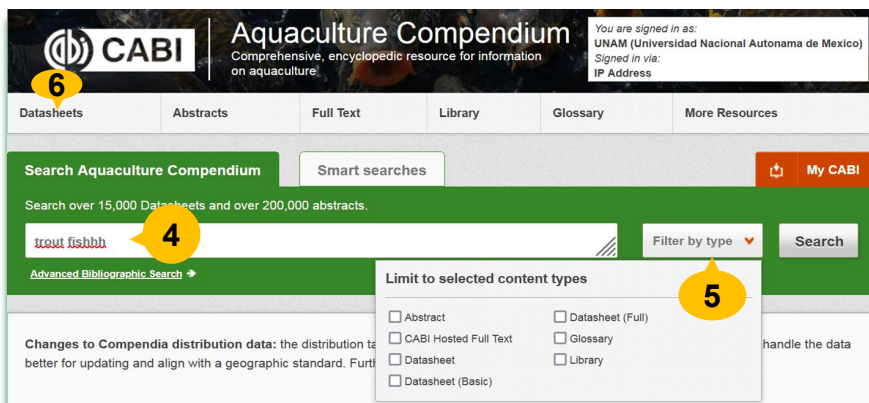 CABI
Aquaculture Compendium
Comprehensive, encyclopedic resource for information
on aquaculture
You are signed in as:
UNAM (Universidad Nacional Autonama de Mexico)
Signed in via:
IP Address
6
Datasheets Abstracts Full Text Library Glossary More Resources
Search Aquaculture Compendium Smart searches My CABI
Search over 15,000 Datasheets and over 200,000 abstracts.
trout fishhh 4 Filter by type Search
Advanced Bibliographic Search
Limit to selected content types
5
Abstract Datasheet (Full)
CABI Hosted Full Text Glossary
Datasheet Library
Datasheet (Basic)
Changes to Compendia distribution data: the distribution handle the data
better for updating and align with a geographic standard.